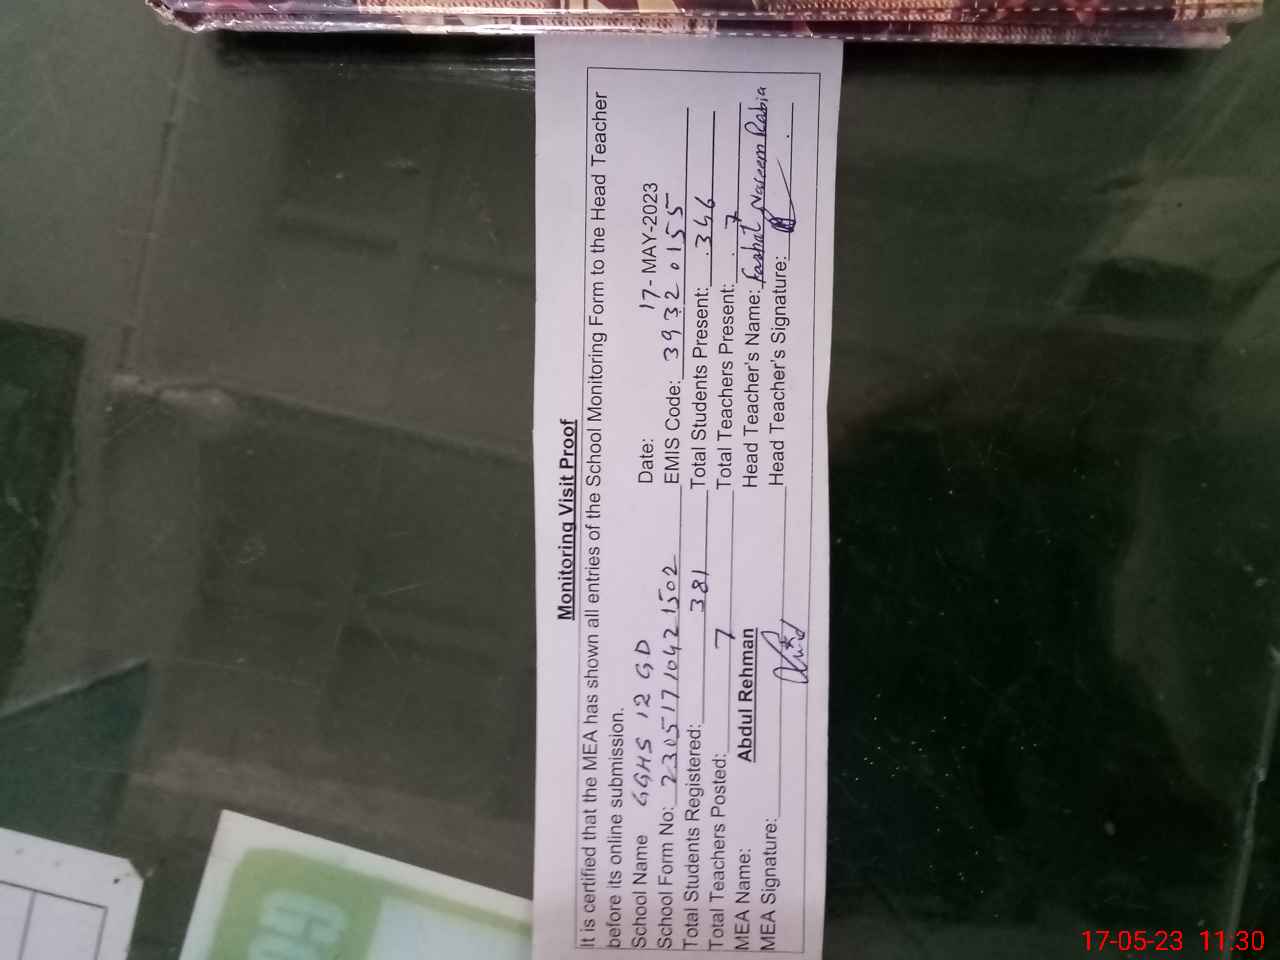 Monitoring Visit Proof
It is certified that the MEA has shown all entries of the School Monitoring Form to the Head Teacher
before its online submission.
School Name GGHS 12 GD Date: 17- MAY-2023
School Form No: 2305171042 1502 EMIS Code: 39320155
Total Students Registered: 381 Total Students Present: 346
Total Teachers Posted: 7 Total Teachers Present: 7
MEA Name: Abdul Rehman Head Teacher's Name: Naseem Rabia
MEA Signature: Head Teacher's Signature:
17-05-23 11:30